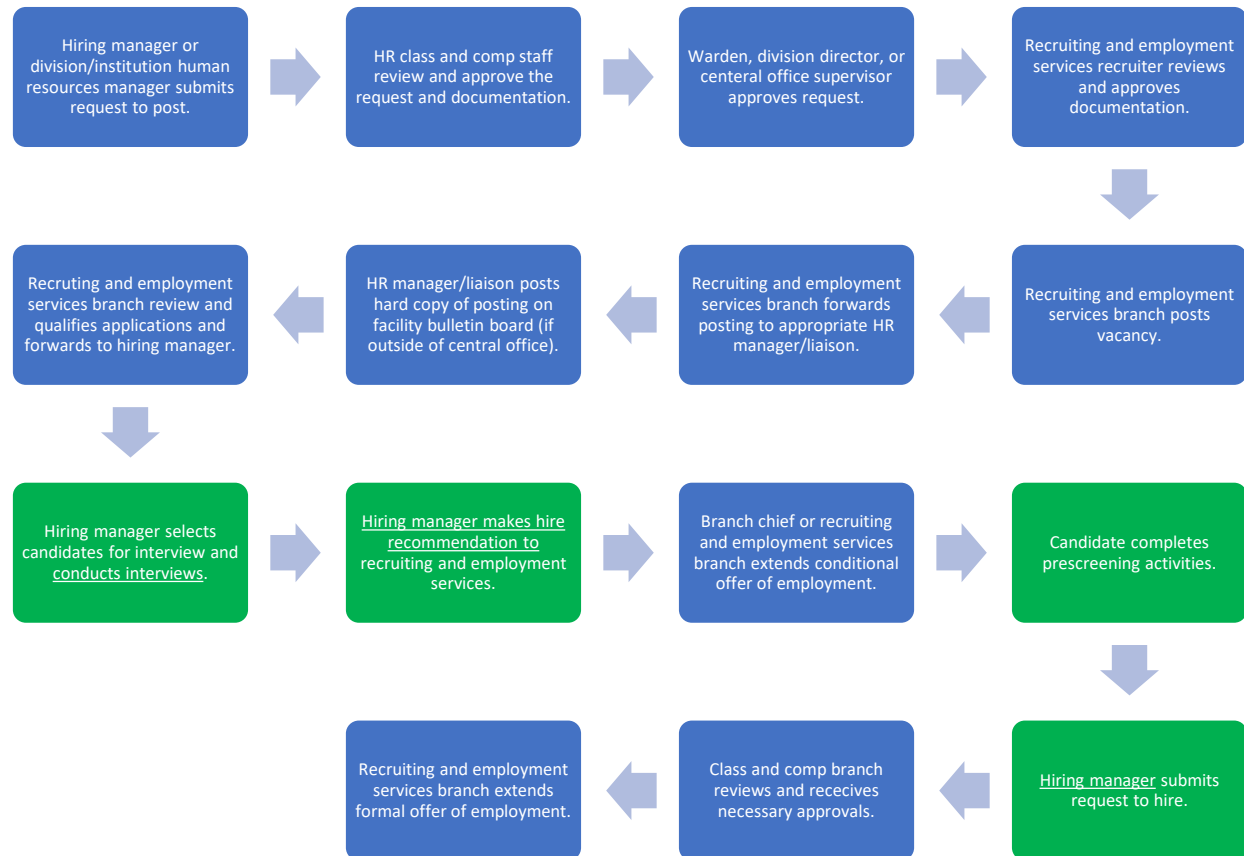 Hiring manager or
division/institution human
resources manager submits
request to post.
HR class and comp staff
review and approve the
request and documentation.
Warden, division director, or
centeral office supervisor
approves request.
Recruiting and employment
services recruiter reviews
and approves
documentation.
Recruiting and employment
services branch posts
vacancy.
Recruiting and employment
services branch forwards
posting to appropriate HR
manager/liaison.
HR manager/liaison posts
hard copy of posting on
facility bulletin board (if
outside of central office).
Recruting and employment
services branch review and
qualifies applications and
forwards to hiring manager.
Hiring manager selects
candidates for interview and
conducts interviews.
Hiring manager makes hire
recommendation to
recruiting and employment
services.
Branch chief or recruiting
and employment services
branch extends conditional
offer of employment.
Candidate completes
prescreening activities.
Hiring manager submits
request to hire.
Class and comp branch
reviews and rececives
necessary approvals.
Recruiting and employment
services branch extends
formal offer of employment.